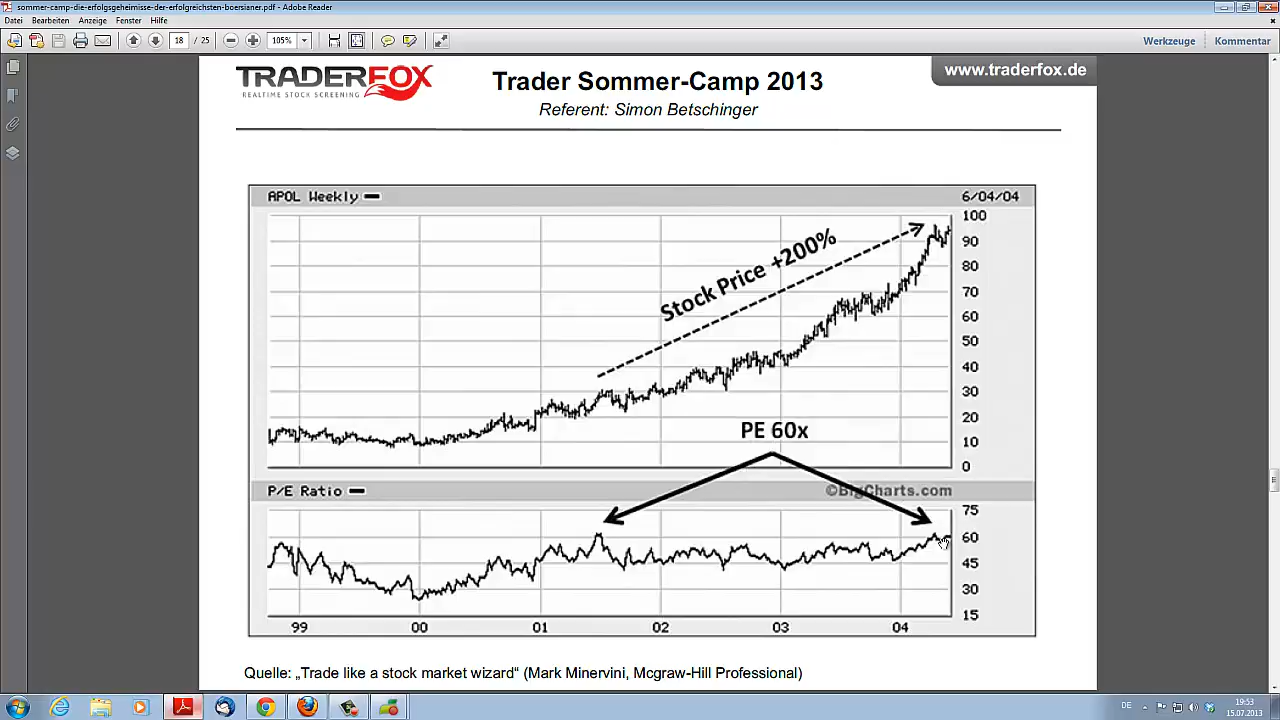 sommer-camp-die-erfolgsgeheimisse-der-erfolgreichsten-boersianer.pdf - Adobe Reader
Datei Bearbeiten Anzeige Fenster Hilfe
18 / 25 105% Werkzeuge Kommentar
TRADERFOX
REALTIME STOCK SCREENING
Trader Sommer-Camp 2013
www.traderfox.de
Referent: Simon Betschinger
APOL Weekly 6/04/04
100
90
80
70
60
50
40
30
20
10
0
Stock Price +200%
PE 60x
P/E Ratio ©BigCharts.com
75
60
45
30
15
99 00 01 02 03 04
Quelle: „Trade like a stock market wizard“ (Mark Minervini, Mcgraw-Hill Professional)
DE 19:53
15.07.2013